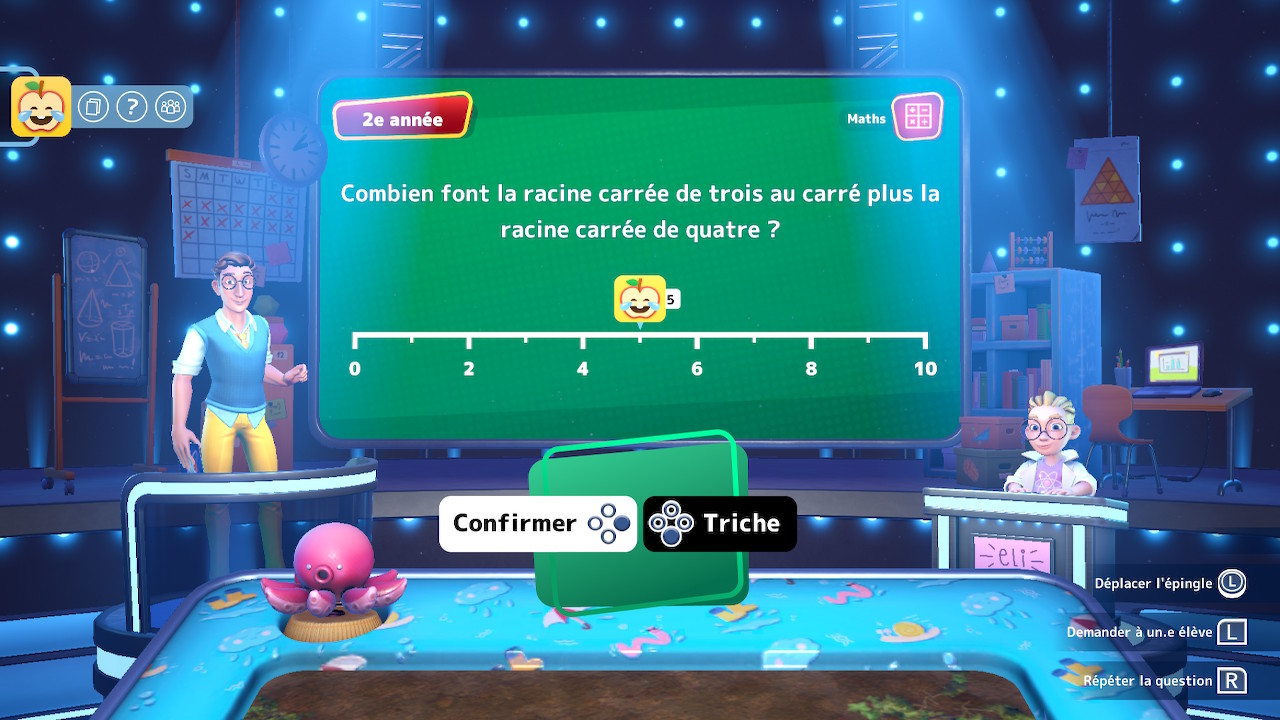 2e année
Maths
Combien font la racine carrée de trois au carré plus la
racine carrée de quatre ?
5
0 2 4 6 8 10
Confirmer
Triche
S M T W T F
eli
Déplacer l'épingle L
Demander à un.e élève L
Répéter la question R
?